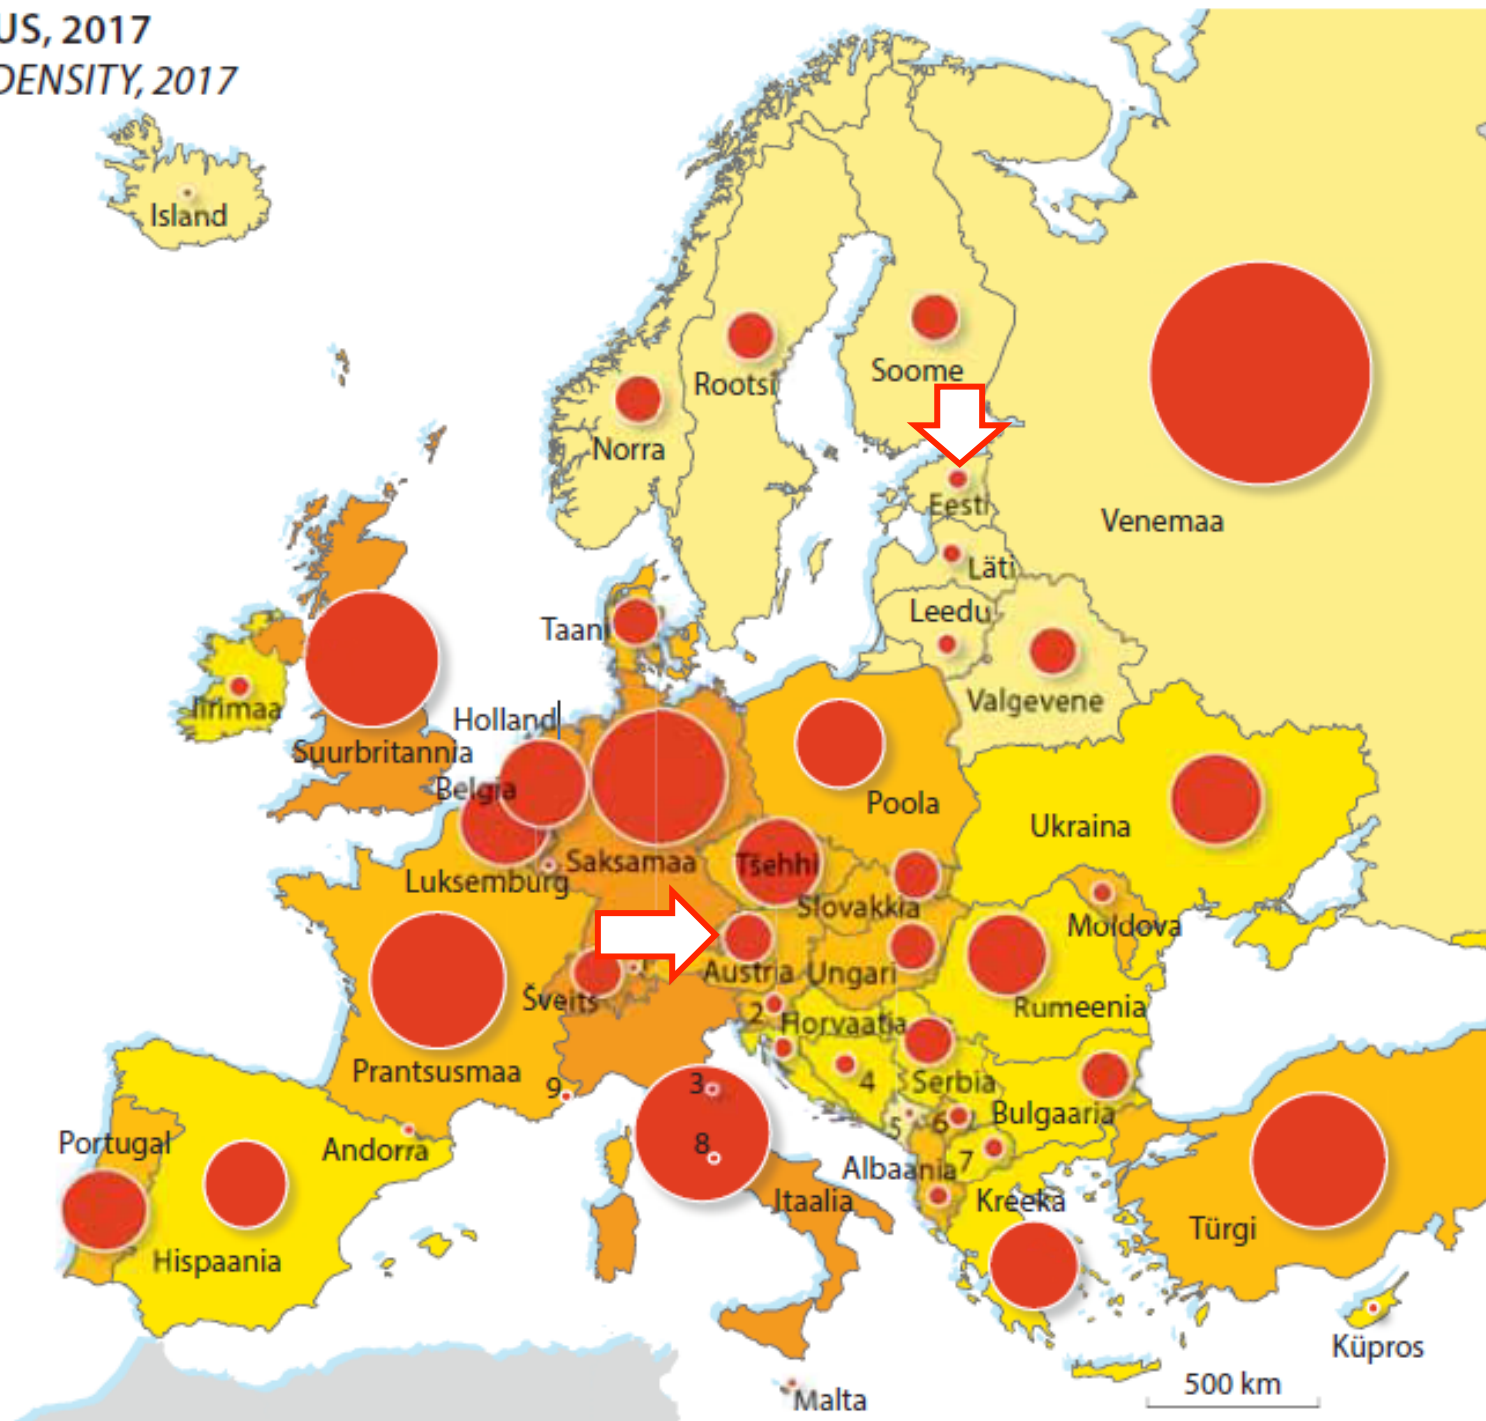 US, 2017
DENSITY, 2017
Island
Rootsi
Soome
Norra
Eesti
Venemaa
Läti
Leedu
Taani
Valgevene
Iirimaa
Holland
Suurbritannia
Belgia
Poola
Ukraina
Saksamaa
Tšehhi
Luksemburg
Slovakkia
Moldova
1
Austria
Ungari
Šveits
2
Horvaatia
Rumeenia
Prantsusmaa
9
3
4
Serbia
5
6
Bulgaaria
Portugal
Andorra
8
Albaania
7
Itaalia
Kreeka
Türgi
Hispaania
Küpros
500 km
Malta